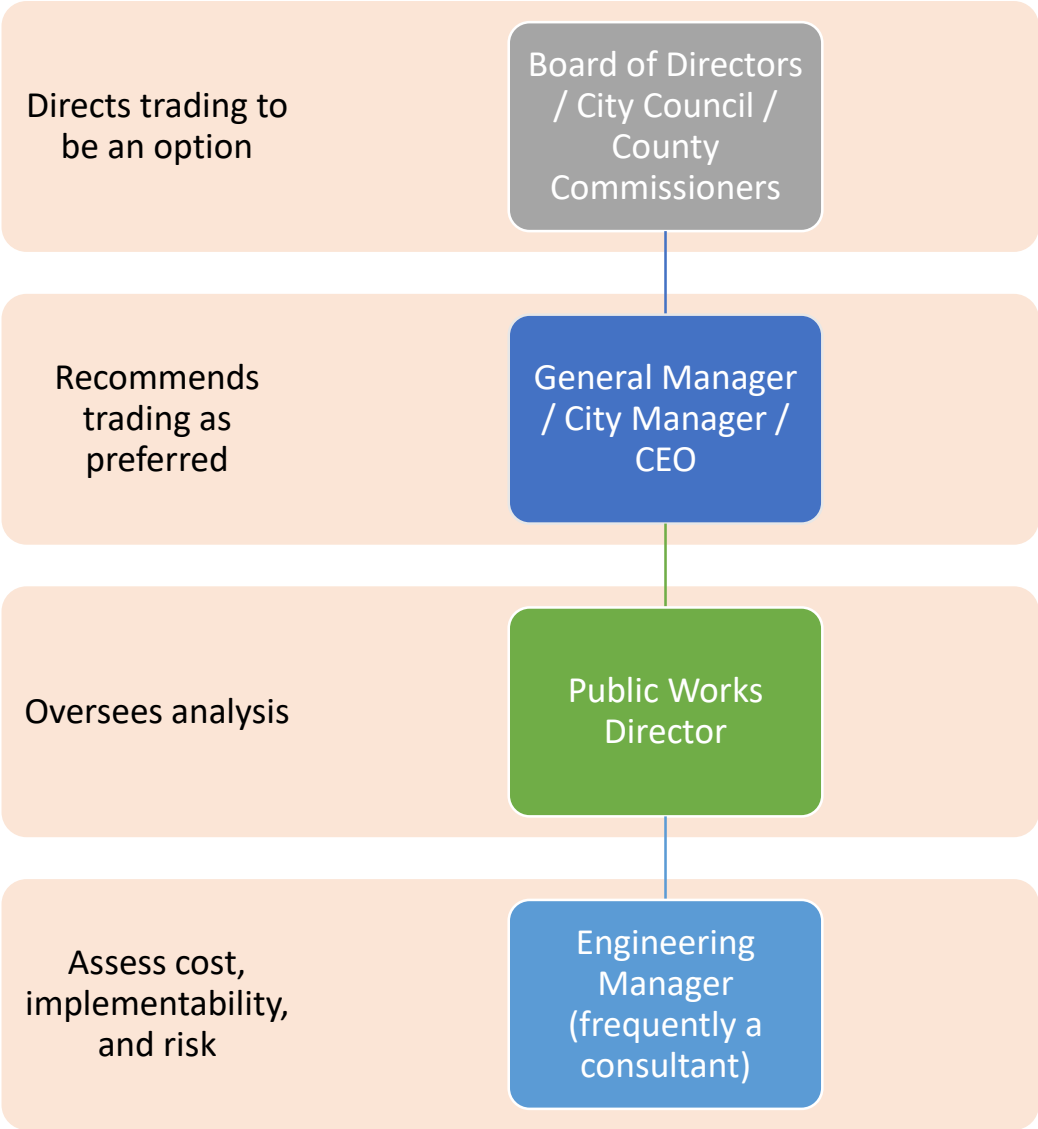 Directs trading to
be an option
Board of Directors
/ City Council /
County
Commissioners
Recommends
trading as
preferred
General Manager
/ City Manager /
CEO
Oversees analysis
Public Works
Director
Assess cost,
implementability,
and risk
Engineering
Manager
(frequently a
consultant)